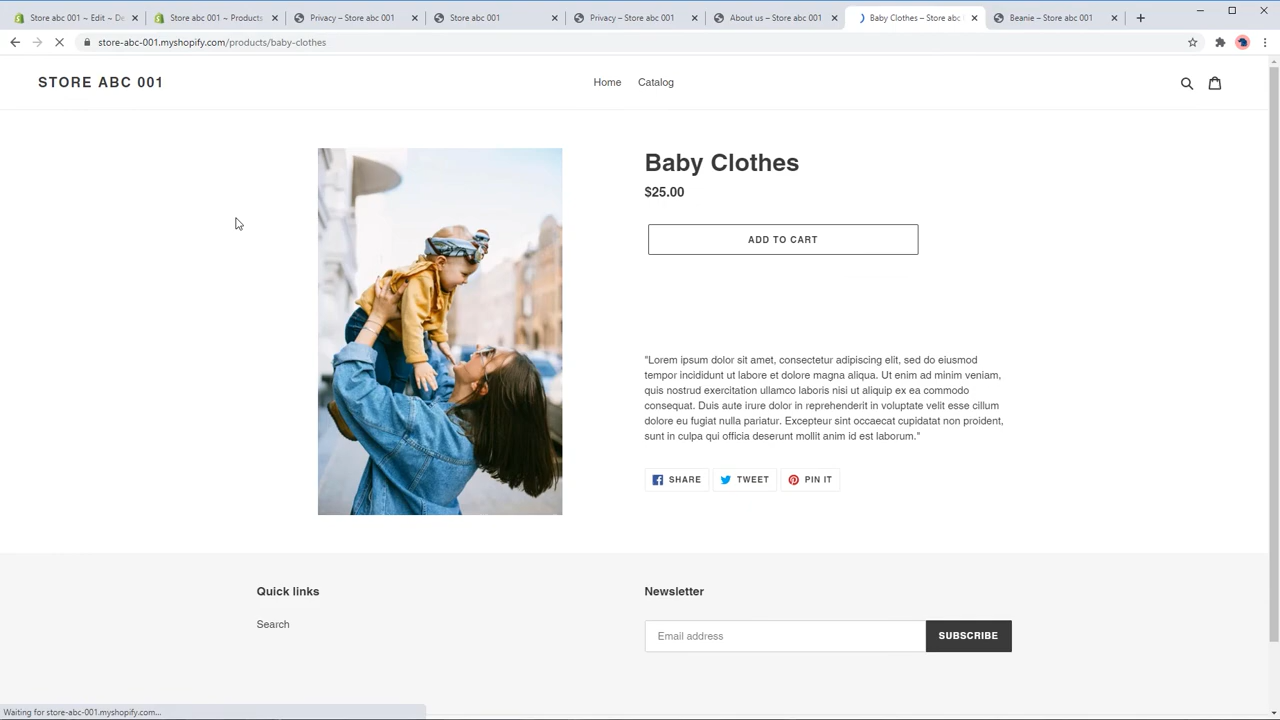 Store abc 001 ~ Edit ~ De
Store abc 001 ~ Products
Privacy – Store abc 001
Store abc 001
Privacy – Store abc 001
About us – Store abc 001
Baby Clothes – Store abc
Beanie – Store abc 001
store-abc-001.myshopify.com/products/baby-clothes
STORE ABC 001
Home
Catalog
Baby Clothes
$25.00
ADD TO CART
"Lorem ipsum dolor sit amet, consectetur adipiscing elit, sed do eiusmod
tempor incididunt ut labore et dolore magna aliqua. Ut enim ad minim veniam,
quis nostrud exercitation ullamco laboris nisi ut aliquip ex ea commodo
consequat. Duis aute irure dolor in reprehenderit in voluptate velit esse cillum
dolore eu fugiat nulla pariatur. Excepteur sint occaecat cupidatat non proident,
sunt in culpa qui officia deserunt mollit anim id est laborum."
SHARE
TWEET
PIN IT
Quick links
Newsletter
Search
Email address
SUBSCRIBE
Waiting for store-abc-001.myshopify.com...